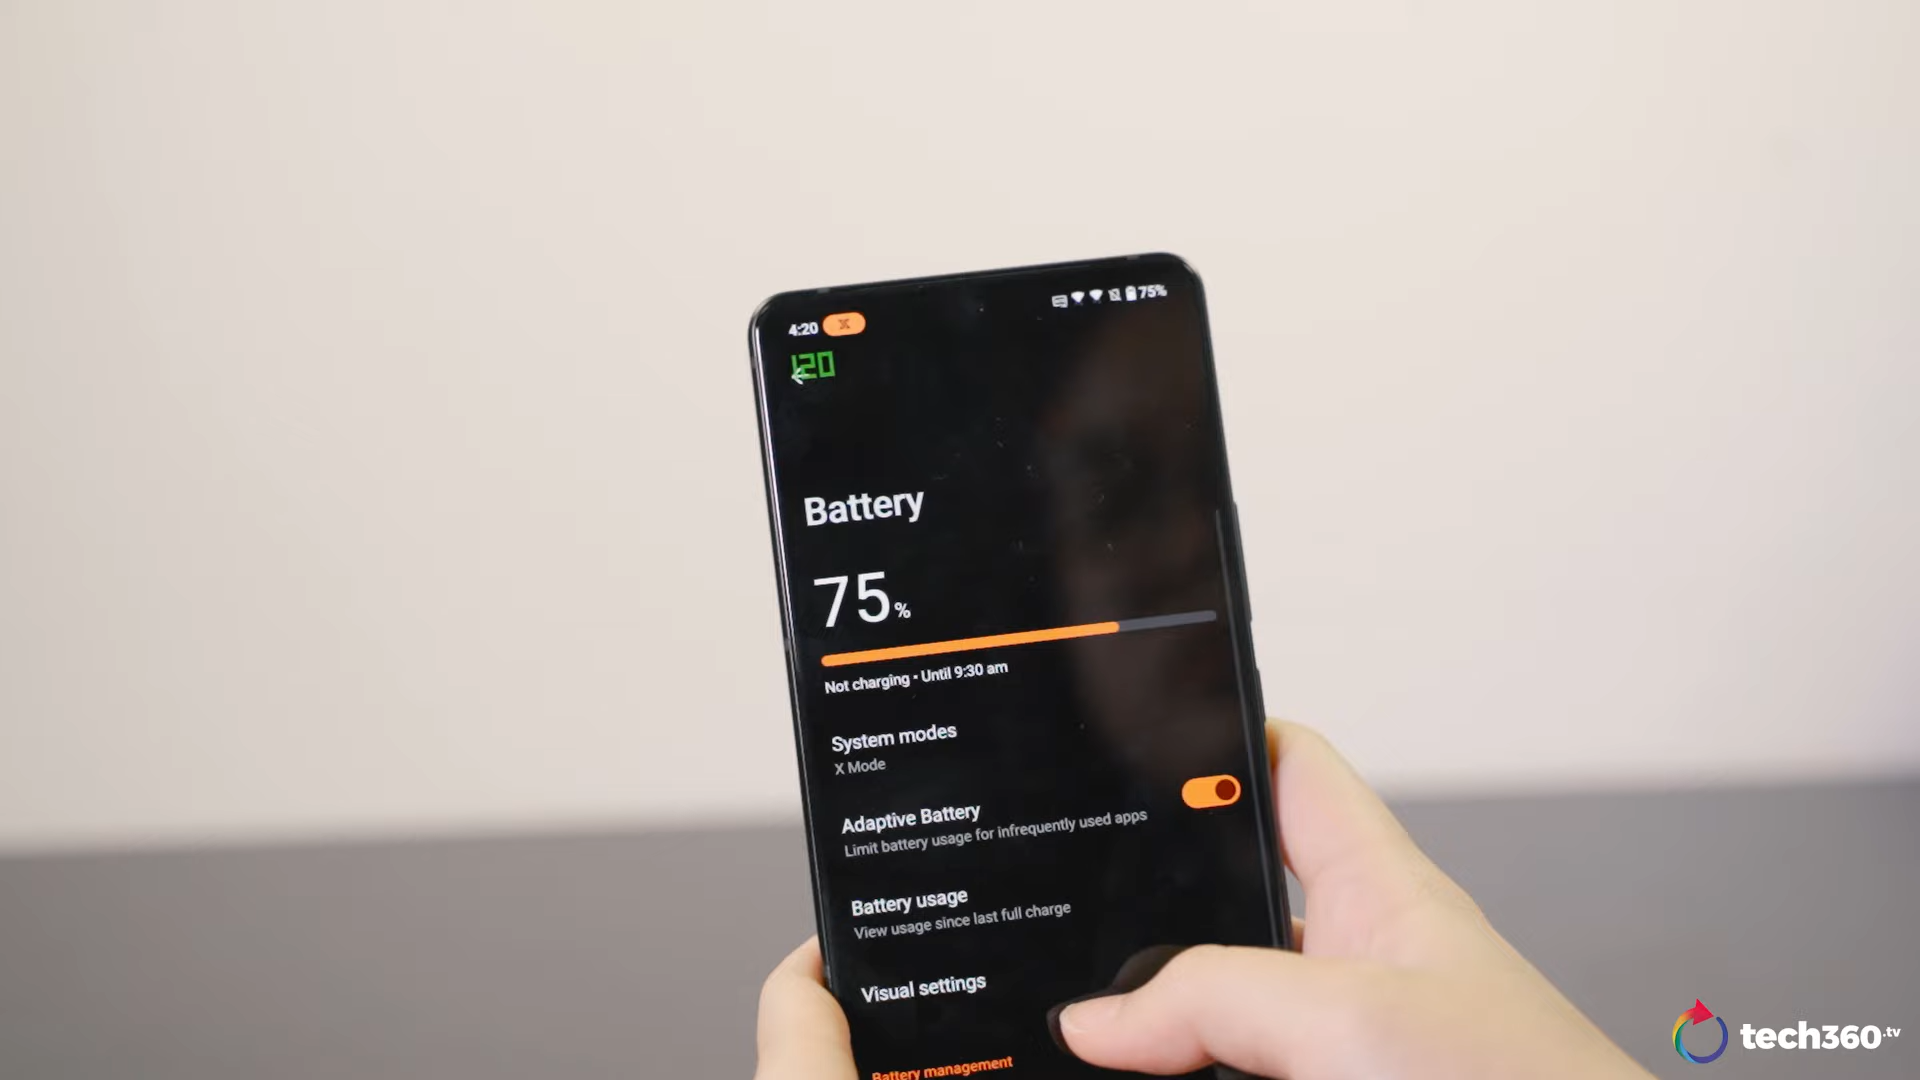 4:20 X 75%
120
Battery
75%
Not charging • Until 9:30 am
System modes
X Mode
Adaptive Battery
Limit battery usage for infrequently used apps
Battery usage
View usage since last full charge
Visual settings
Battery management
tech360.tv